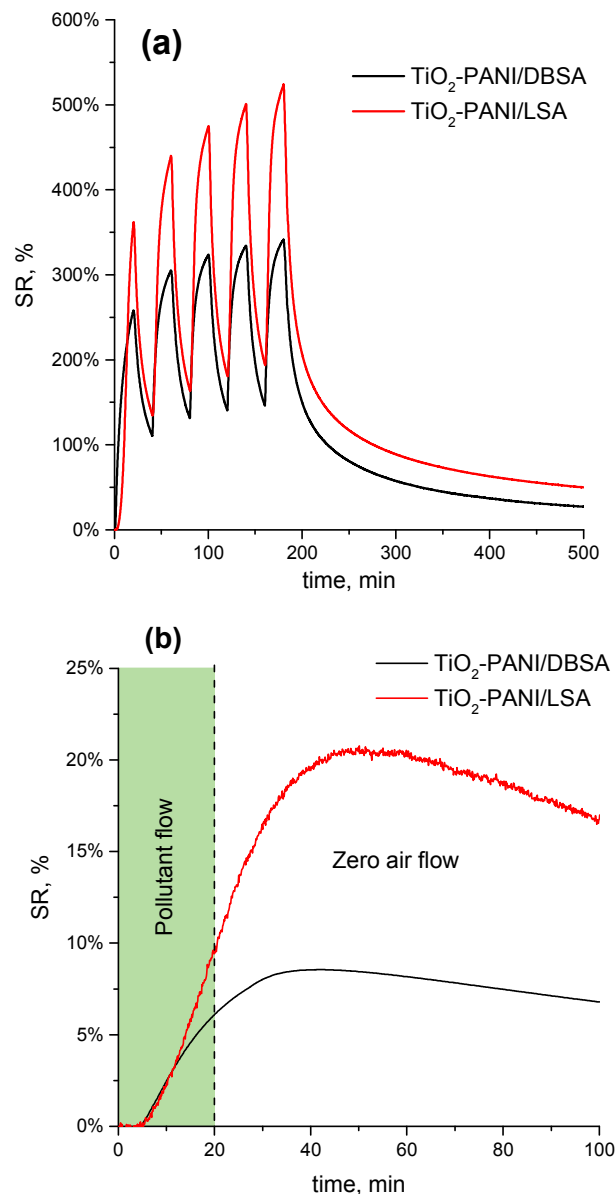 600%
(a)
TiO2-PANI/DBSA
TiO2-PANI/LSA
500%
400%
300%
200%
100%
0%
SR, %
0 100 200 300 400 500
time, min
(b)
TiO2-PANI/DBSA
TiO2-PANI/LSA
25%
20%
15%
10%
5%
0%
SR, %
Pollutant flow
Zero air flow
0 20 40 60 80 100
time, min